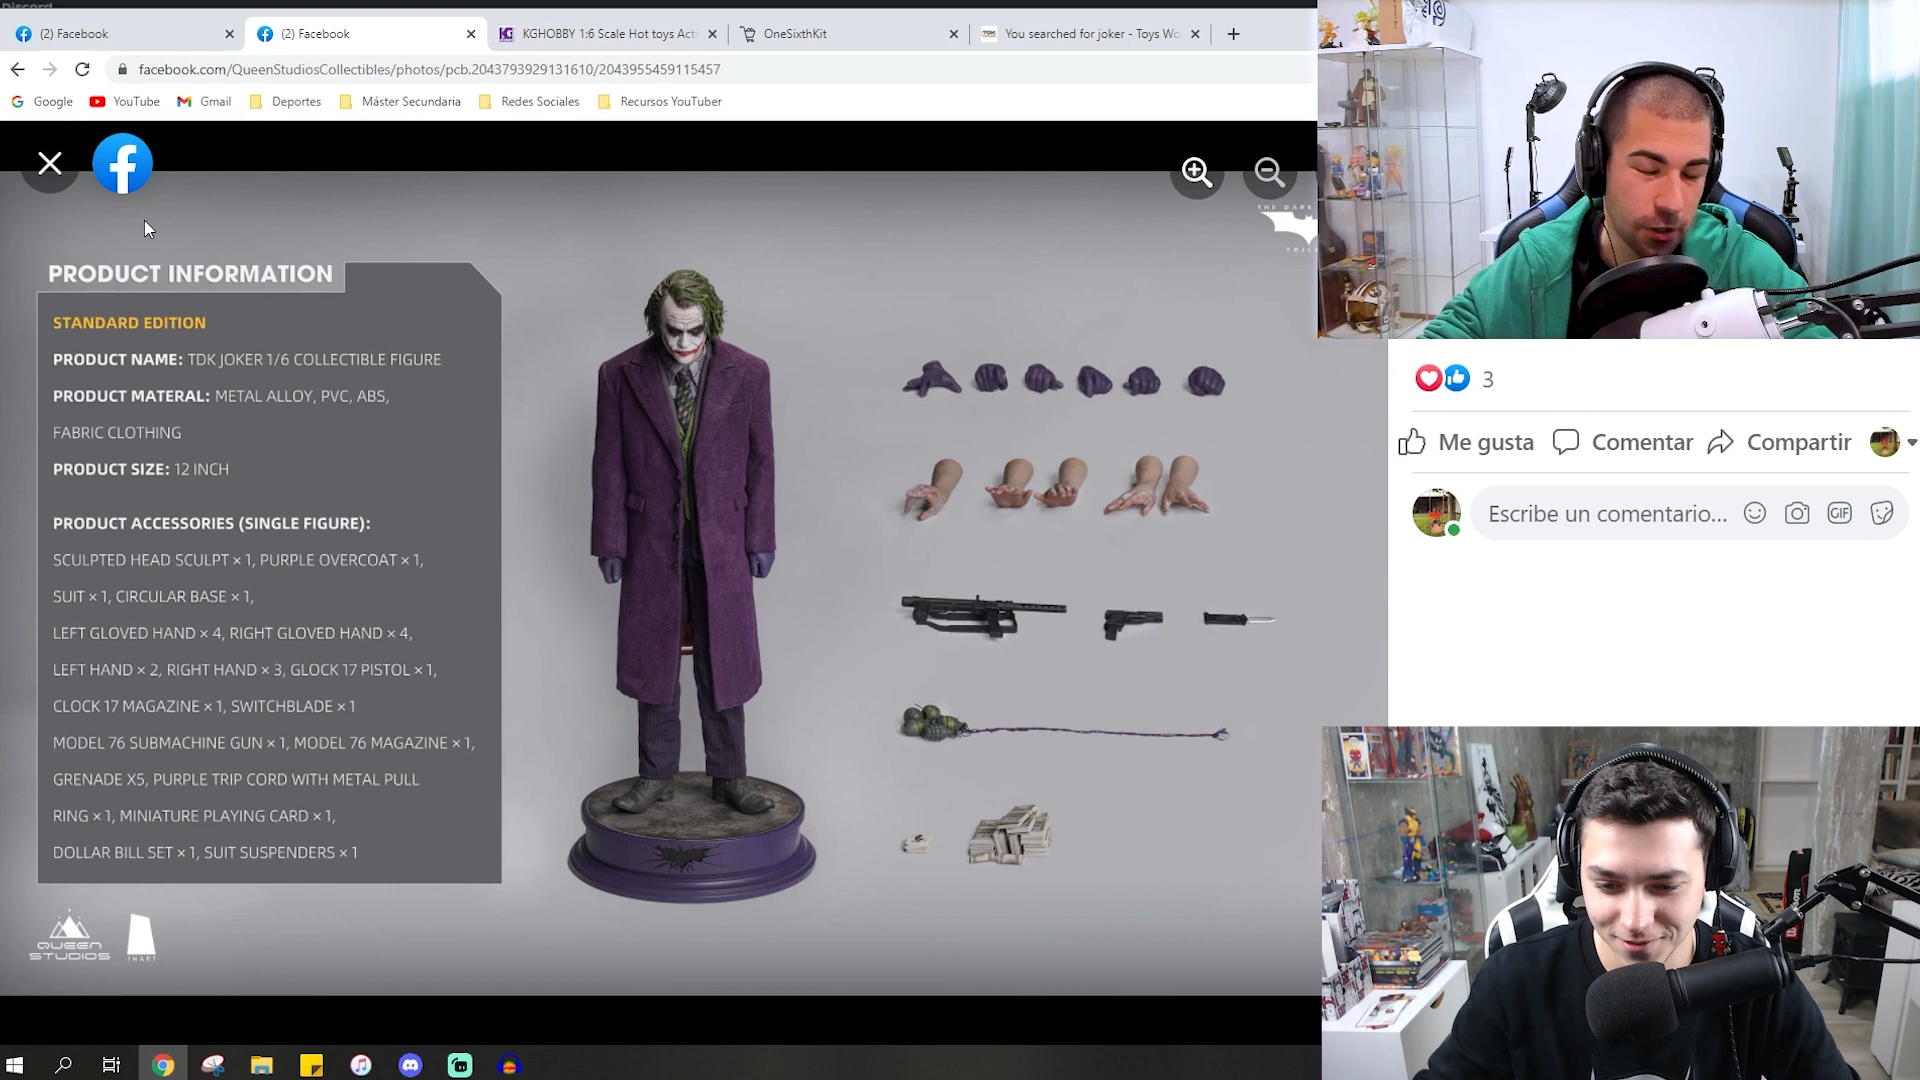 Discord
(2) Facebook
(2) Facebook
KGHOBBY 1:6 Scale Hot toys Acti
OneSixthKit
You searched for joker - Toys Wo
facebook.com/QueenStudiosCollectibles/photos/pcb.2043793929131610/2043955459115457
Google
YouTube
Gmail
Deportes
Máster Secundaria
Redes Sociales
Recursos YouTuber
THE DARK
TRIL
PRODUCT INFORMATION
STANDARD EDITION
PRODUCT NAME: TDK JOKER 1/6 COLLECTIBLE FIGURE
PRODUCT MATERAL: METAL ALLOY, PVC, ABS,
FABRIC CLOTHING
PRODUCT SIZE: 12 INCH
PRODUCT ACCESSORIES (SINGLE FIGURE):
SCULPTED HEAD SCULPT × 1, PURPLE OVERCOAT × 1,
SUIT × 1, CIRCULAR BASE × 1,
LEFT GLOVED HAND × 4, RIGHT GLOVED HAND × 4,
LEFT HAND × 2, RIGHT HAND × 3, GLOCK 17 PISTOL × 1,
CLOCK 17 MAGAZINE × 1, SWITCHBLADE × 1
MODEL 76 SUBMACHINE GUN × 1, MODEL 76 MAGAZINE × 1,
GRENADE X5, PURPLE TRIP CORD WITH METAL PULL
RING × 1, MINIATURE PLAYING CARD × 1,
DOLLAR BILL SET × 1, SUIT SUSPENDERS × 1
QUEEN
STUDIOS
INART
3
Me gusta
Comentar
Compartir
Escribe un comentario...
GIF